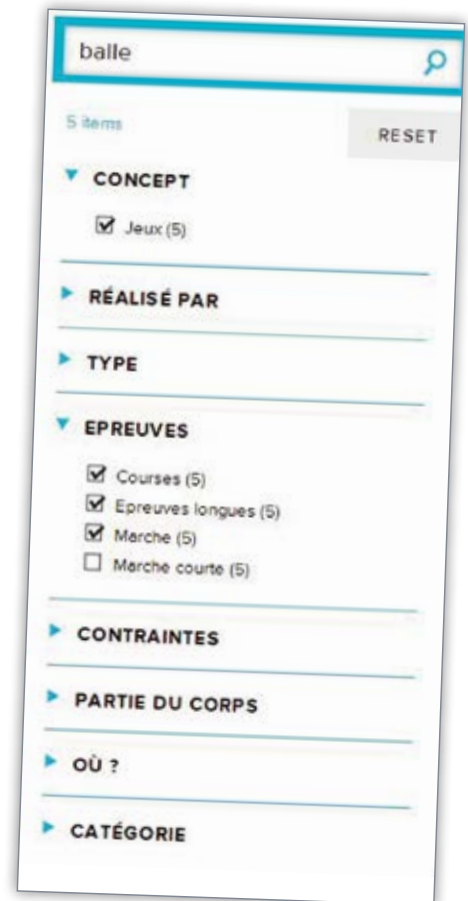 balle
5 items
RESET
CONCEPT
Jeux (5)
RÉALISÉ PAR
TYPE
EPREUVES
Courses (5)
Epreuves longues (5)
Marche (5)
Marche courte (5)
CONTRAINTES
PARTIE DU CORPS
OÙ ?
CATÉGORIE